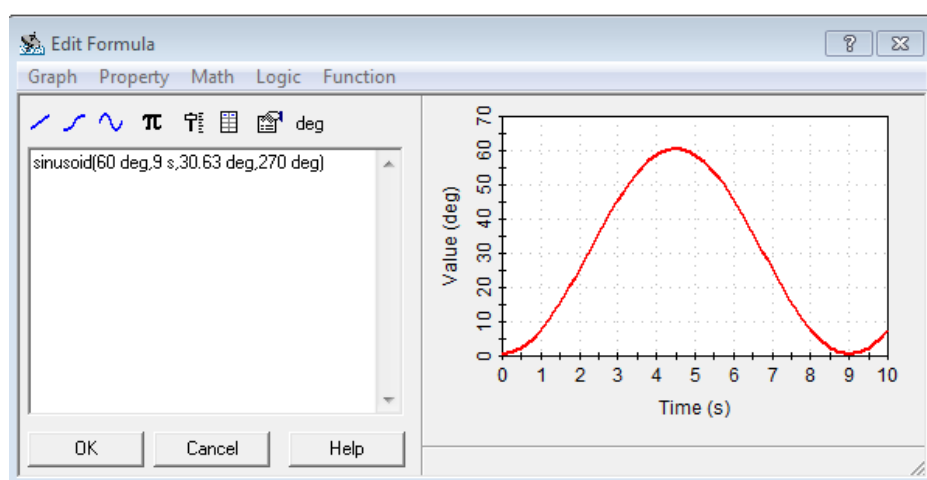 Edit Formula
?
Graph Property Math Logic Function
π deg
sinusoid(60 deg,9 s,30.63 deg,270 deg)
OK Cancel Help
Value (deg)
70
60
50
40
30
20
10
0
0 1 2 3 4 5 6 7 8 9 10
Time (s)